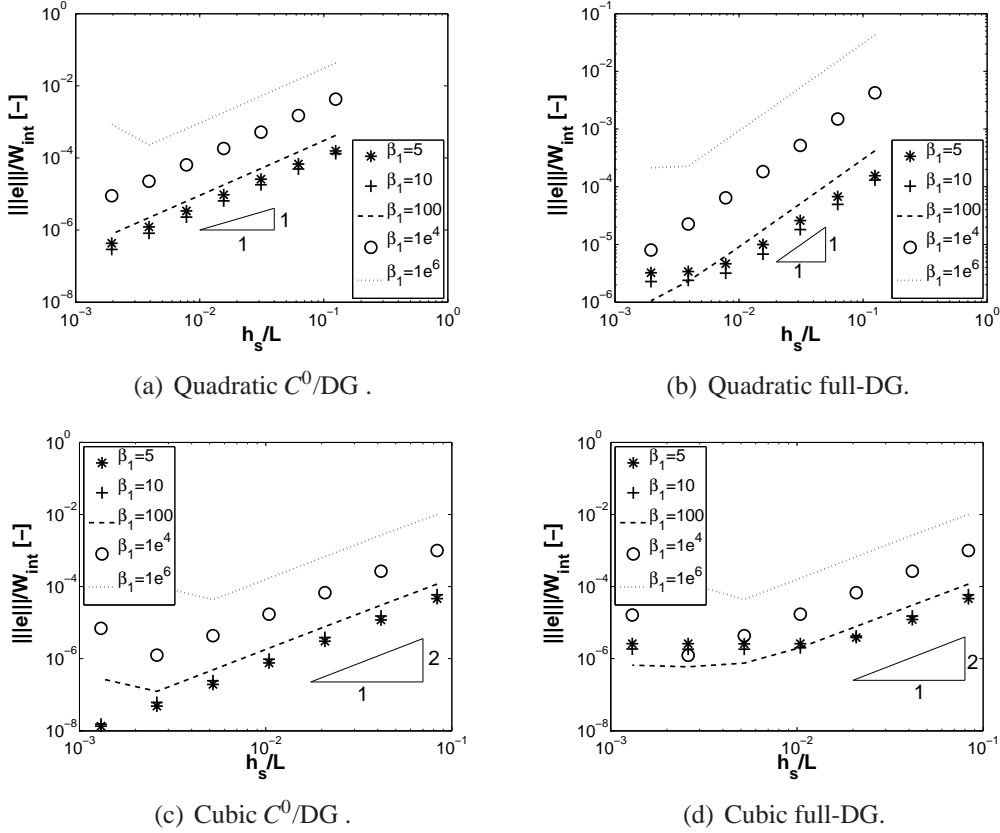 10^0
10^-2
10^-4
10^-6
10^-8
|||e|||/W_int [−]
β_1=5
β_1=10
β_1=100
β_1=1e^4
β_1=1e^6
1
1
10^-3
10^-2
10^-1
10^0
h_s/L
(a) Quadratic C^0/DG .
10^-1
10^-2
10^-3
10^-4
10^-5
10^-6
|||e|||/W_int [−]
β_1=5
β_1=10
β_1=100
β_1=1e^4
β_1=1e^6
1
1
10^-3
10^-2
10^-1
10^0
h_s/L
(b) Quadratic full-DG.
10^0
10^-2
10^-4
10^-6
10^-8
|||e|||/W_int [−]
β_1=5
β_1=10
β_1=100
β_1=1e^4
β_1=1e^6
2
1
10^-3
10^-2
10^-1
h_s/L
(c) Cubic C^0/DG .
10^0
10^-2
10^-4
10^-6
10^-8
|||e|||/W_int [−]
β_1=5
β_1=10
β_1=100
β_1=1e^4
β_1=1e^6
2
1
10^-3
10^-2
10^-1
h_s/L
(d) Cubic full-DG.